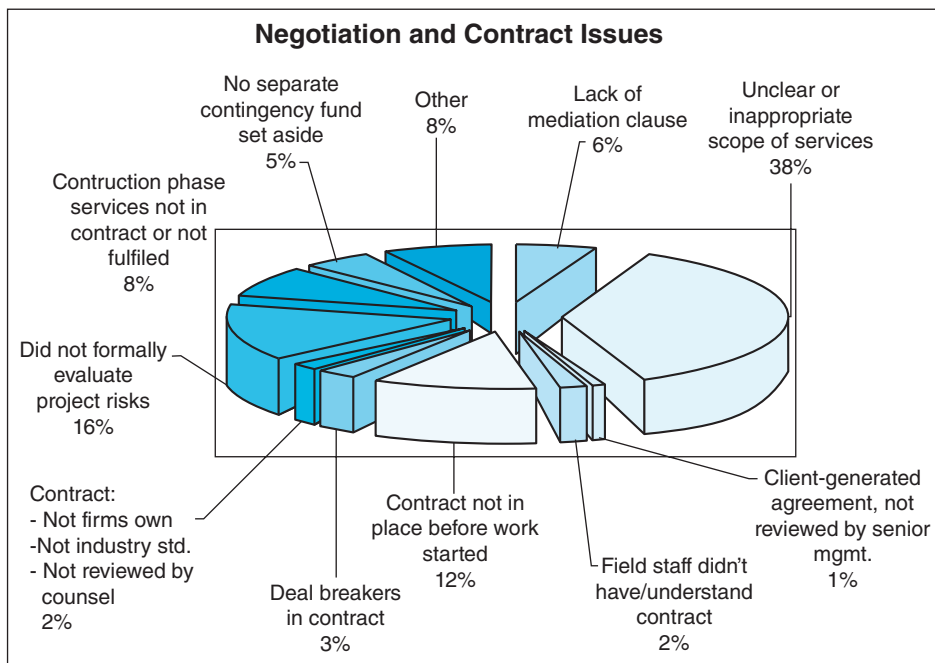 Negotiation and Contract Issues
No separate
contingency fund
set aside
5%
Other
8%
Lack of
mediation clause
6%
Unclear or
inappropriate
scope of services
38%
Contruction phase
services not in
contract or not
fulfiled
8%
Did not formally
evaluate
project risks
16%
Contract:
- Not firms own
-Not industry std.
- Not reviewed by
counsel
2%
Deal breakers
in contract
3%
Contract not in
place before work
started
12%
Field staff didn't
have/understand
contract
2%
Client-generated
agreement, not
reviewed by senior
mgmt.
1%